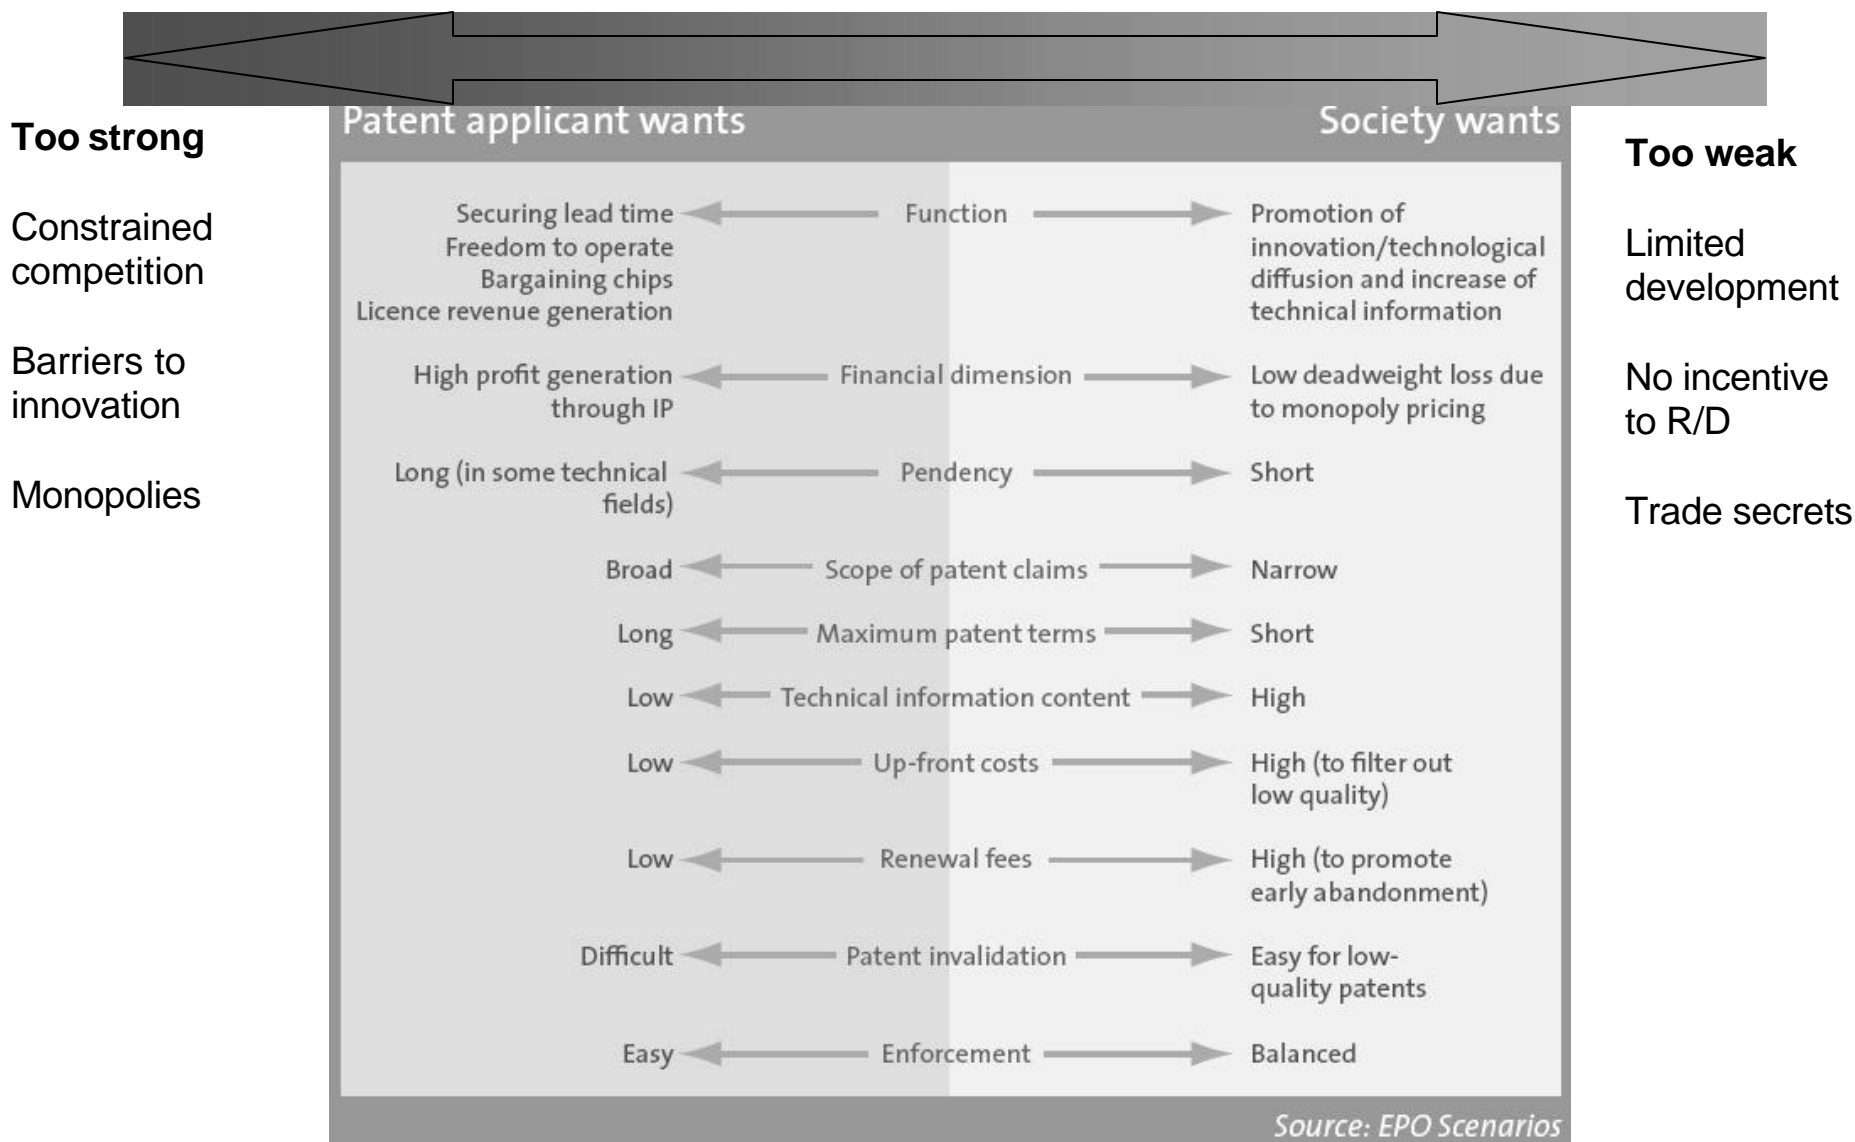 Too strong
Constrained
competition
Barriers to
innovation
Monopolies
Patent applicant wants
Society wants
Securing lead time
Freedom to operate
Bargaining chips
Licence revenue generation
Function
Promotion of
innovation/technological
diffusion and increase of
technical information
High profit generation
through IP
Financial dimension
Low deadweight loss due
to monopoly pricing
Long (in some technical
fields)
Pendency
Short
Broad
Scope of patent claims
Narrow
Long
Maximum patent terms
Short
Low
Technical information content
High
Low
Up-front costs
High (to filter out
low quality)
Low
Renewal fees
High (to promote
early abandonment)
Difficult
Patent invalidation
Easy for low-
quality patents
Easy
Enforcement
Balanced
Source: EPO Scenarios
Too weak
Limited
development
No incentive
to R/D
Trade secrets